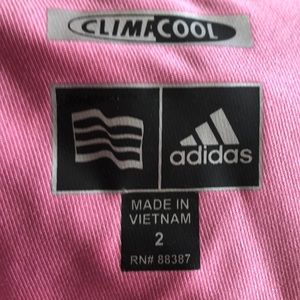 CLIMACOOL
adidas
MADE IN
VIETNAM
2
RN# 88387